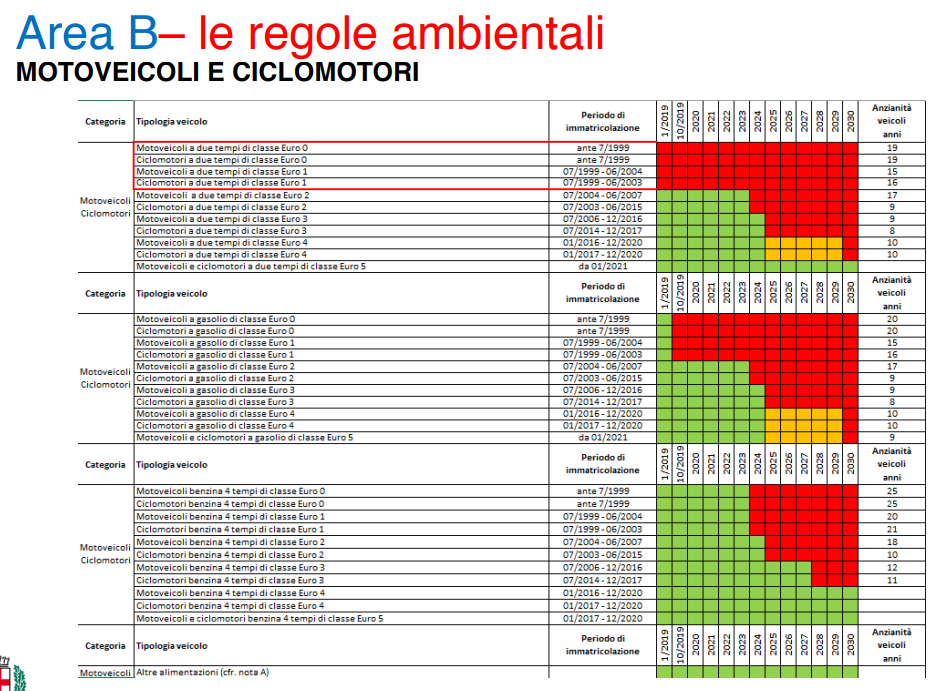 Area B– le regole ambientali
MOTOVEICOLI E CICLOMOTORI
Categoria Tipologia veicolo Periodo di immatricolazione 1/2019 10/2019 2020 2021 2022 2023 2024 2025 2026 2027 2028 2029 2030 Anzianità veicoli anni
Motoveicoli Ciclomotori
Motoveicoli a due tempi di classe Euro 0 ante 7/1999 19
Ciclomotori a due tempi di classe Euro 0 ante 7/1999 19
Motoveicoli a due tempi di classe Euro 1 07/1999 - 06/2004 15
Ciclomotori a due tempi di classe Euro 1 07/1999 - 06/2003 16
Motoveicoli a due tempi di classe Euro 2 07/2004 - 06/2007 17
Ciclomotori a due tempi di classe Euro 2 07/2003 - 06/2015 9
Motoveicoli a due tempi di classe Euro 3 07/2006 - 12/2016 9
Ciclomotori a due tempi di classe Euro 3 07/2014 - 12/2017 8
Motoveicoli a due tempi di classe Euro 4 01/2016 - 12/2020 10
Ciclomotori a due tempi di classe Euro 4 01/2017 - 12/2020 10
Motoveicoli e ciclomotori a due tempi di classe Euro 5 da 01/2021
Categoria Tipologia veicolo Periodo di immatricolazione 1/2019 10/2019 2020 2021 2022 2023 2024 2025 2026 2027 2028 2029 2030 Anzianità veicoli anni
Motoveicoli Ciclomotori
Motoveicoli a gasolio di classe Euro 0 ante 7/1999 20
Ciclomotori a gasolio di classe Euro 0 ante 7/1999 20
Motoveicoli a gasolio di classe Euro 1 07/1999 - 06/2004 15
Ciclomotori a gasolio di classe Euro 1 07/1999 - 06/2003 16
Motoveicoli a gasolio di classe Euro 2 07/2004 - 06/2007 17
Ciclomotori a gasolio di classe Euro 2 07/2003 - 06/2015 9
Motoveicoli a gasolio di classe Euro 3 07/2006 - 12/2016 9
Ciclomotori a gasolio di classe Euro 3 07/2014 - 12/2017 8
Motoveicoli a gasolio di classe Euro 4 01/2016 - 12/2020 10
Ciclomotori a gasolio di classe Euro 4 01/2017 - 12/2020 10
Motoveicoli e ciclomotori a gasolio di classe Euro 5 da 01/2021 9
Categoria Tipologia veicolo Periodo di immatricolazione 1/2019 10/2019 2020 2021 2022 2023 2024 2025 2026 2027 2028 2029 2030 Anzianità veicoli anni
Motoveicoli Ciclomotori
Motoveicoli benzina 4 tempi di classe Euro 0 ante 7/1999 25
Ciclomotori benzina 4 tempi di classe Euro 0 ante 7/1999 25
Motoveicoli benzina 4 tempi di classe Euro 1 07/1999 - 06/2004 20
Ciclomotori benzina 4 tempi di classe Euro 1 07/1999 - 06/2003 21
Motoveicoli benzina 4 tempi di classe Euro 2 07/2004 - 06/2007 18
Ciclomotori benzina 4 tempi di classe Euro 2 07/2003 - 06/2015 10
Motoveicoli benzina 4 tempi di classe Euro 3 07/2006 - 12/2016 12
Ciclomotori benzina 4 tempi di classe Euro 3 07/2014 - 12/2017 11
Motoveicoli benzina 4 tempi di classe Euro 4 01/2016 - 12/2020
Ciclomotori benzina 4 tempi di classe Euro 4 01/2017 - 12/2020
Motoveicoli e ciclomotori benzina 4 tempi di classe Euro 5 01/2017 - 12/2020
Categoria Tipologia veicolo Periodo di immatricolazione 1/2019 10/2019 2020 2021 2022 2023 2024 2025 2026 2027 2028 2029 2030 Anzianità veicoli anni
Motoveicoli Altre alimentazioni (cfr. nota A)